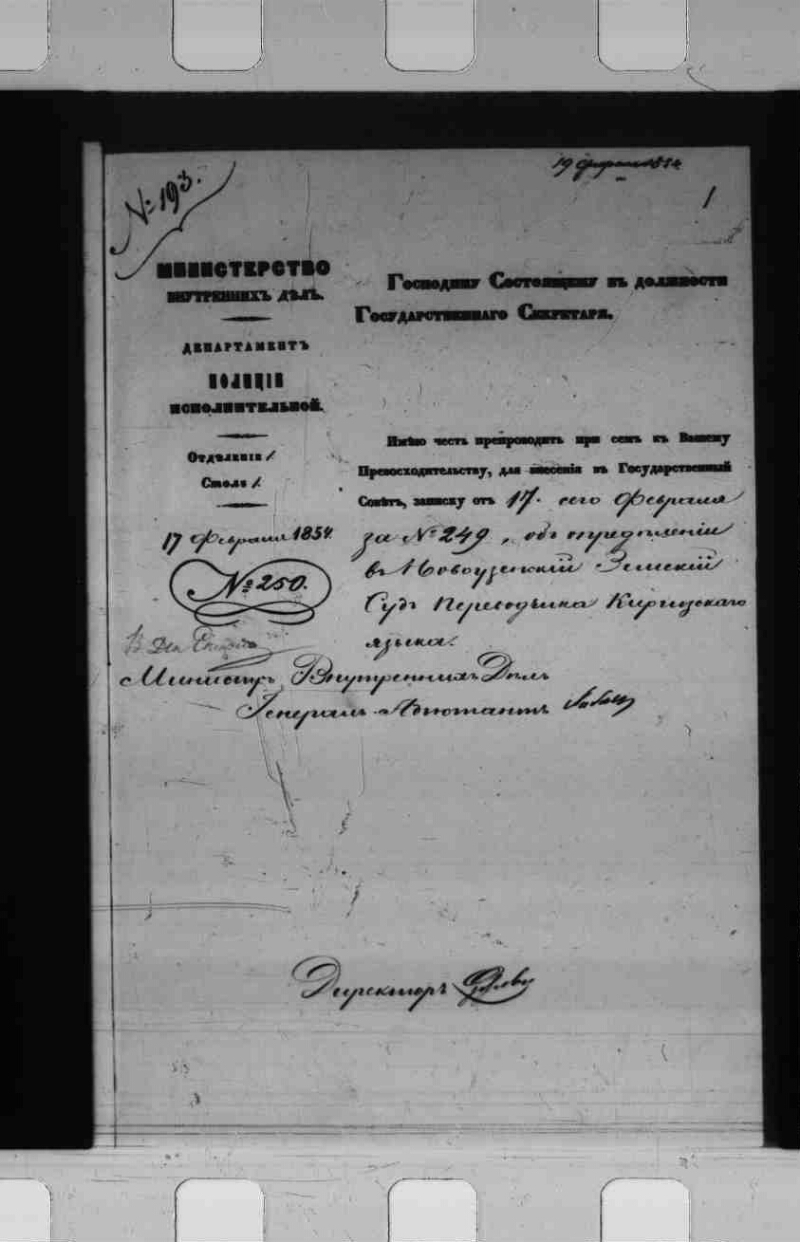 19 февраля 1854
№ 193.
1
МИНИСТЕРСТВО
ВНУТРЕННИХЪ ДѢЛЪ.
ДЕПАРТАМЕНТЪ
ПОЛИЦІИ
ИСПОЛНИТЕЛЬНОЙ.
Отдѣленіе 1
Столъ 1.
17 Февраля 1854.
№ 250.
Господину Состоящему въ должности
Государственнаго Секретаря.
Имѣю честь препроводить при семъ къ Вашему
Превосходительству, для внесенія въ Государственный
Совѣтъ, записку отъ 17. сего Февраля
за № 249, объ опредѣленіи
въ Новоузенскій Земскій
Судъ Переводчика Киргизскаго
языка.
Министръ Внутреннихъ Дѣлъ
Генералъ-Адъютантъ
Директоръ